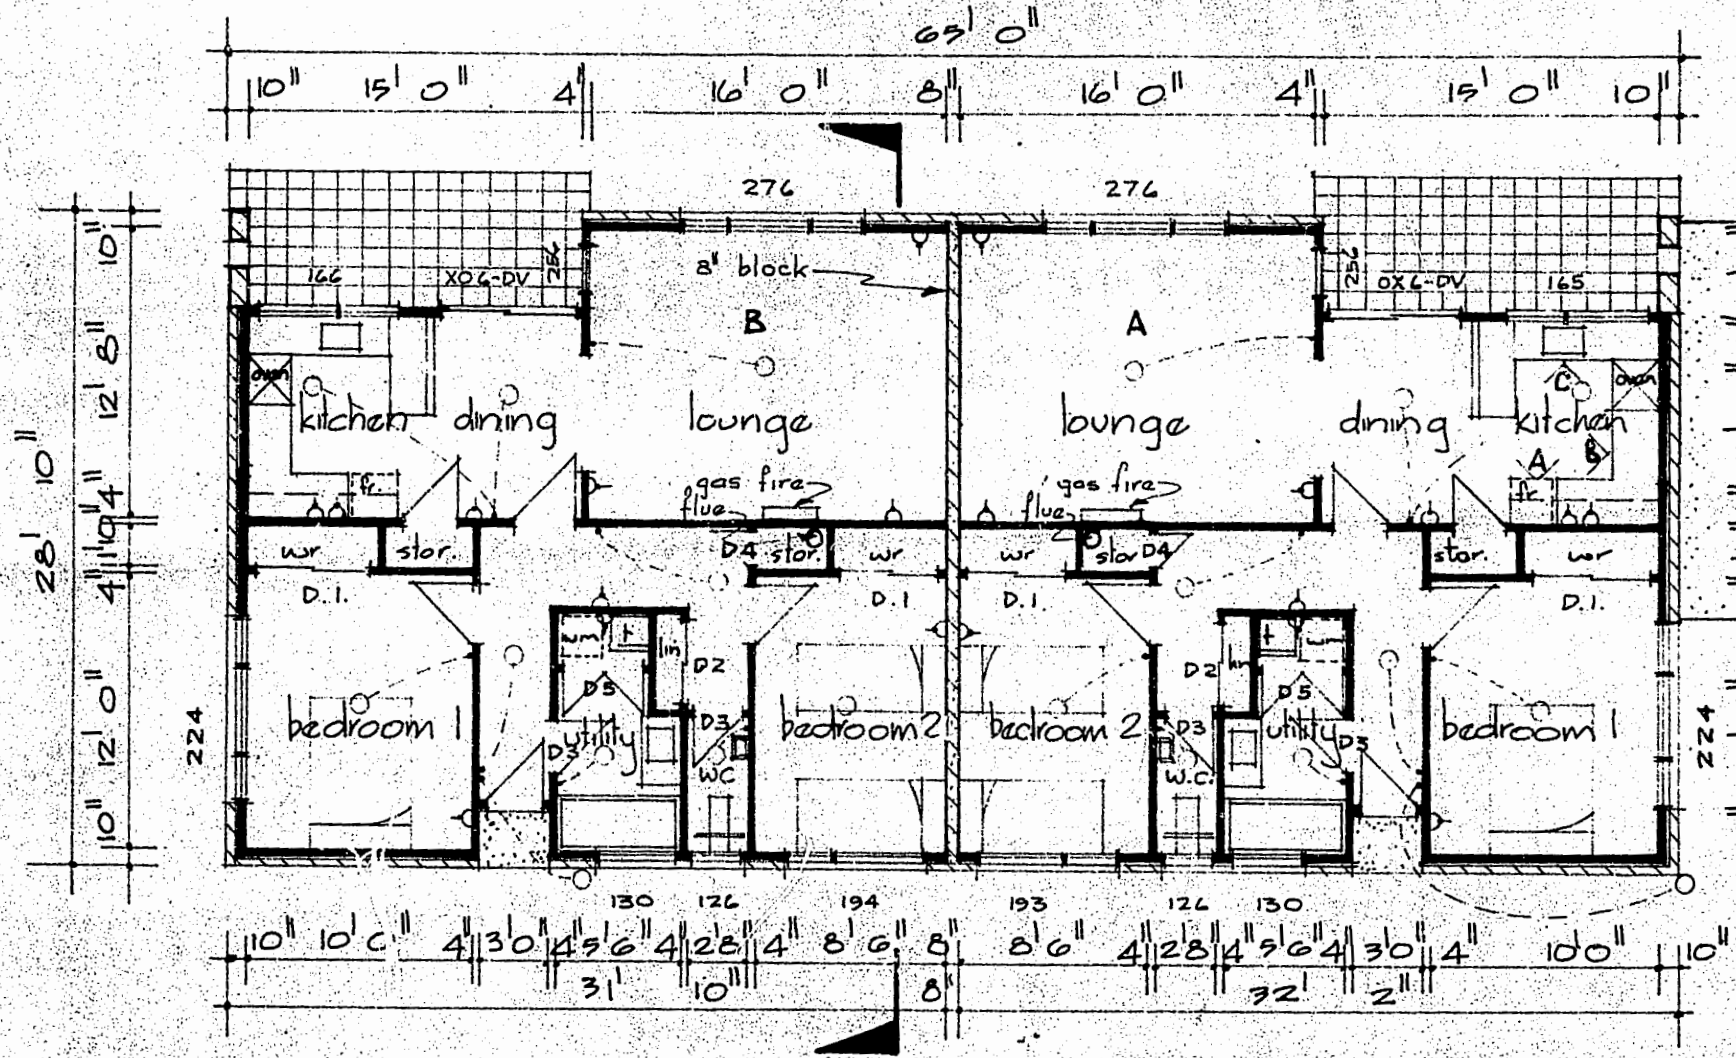 65' 0"
10" 15' 0" 4" 16' 0" 8" 16' 0" 4" 15' 0" 10"
276 276
10"
166 XO6-DV 256 8" block 256 OX6-DV 165
B A
12' 8"
oven C oven
kitchen dining lounge lounge dining kitchen
A B
28' 10"
fr. gas fire gas fire fr.
4" flue flue
10"
wr stor. D4 stor. wr wr stor D4 stor. wr
4"
D.1. D.1 D.1. D.1.
wm t lin D2 D2 lin t wm
D5 D5
12' 0"
224 bedroom 1 utility D3 D3 bedroom 2 bedroom 2 D3 utility D3 bedroom 1 224
WC W.C.
10"
130 126 194 193 126 130
10" 10' 0" 4" 3'0" 4" 5'6" 4" 2'8" 4" 8'6" 8" 8'6" 4" 2'8" 4" 5'6" 4" 3'0" 4" 10'0" 10"
31' 10" 8" 32' 2"